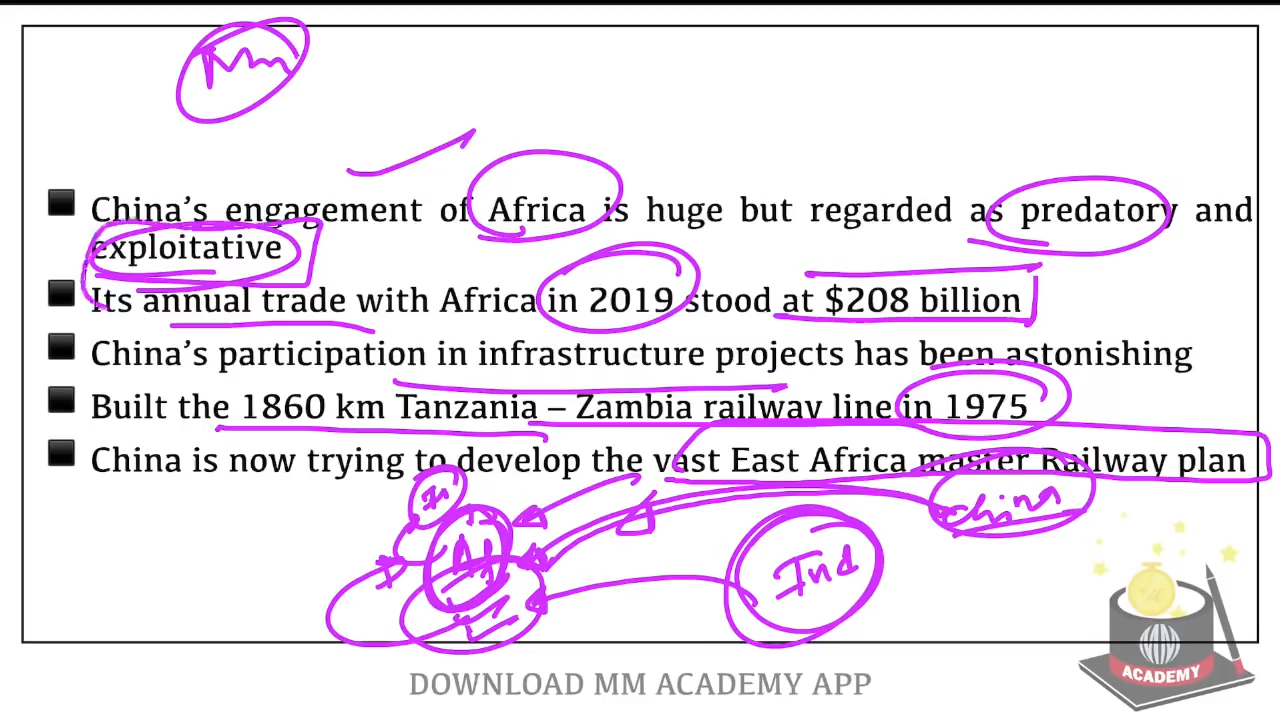 Mm
China's engagement of Africa is huge but regarded as predatory and
exploitative
Its annual trade with Africa in 2019 stood at $208 billion
China's participation in infrastructure projects has been astonishing
Built the 1860 km Tanzania – Zambia railway line in 1975
China is now trying to develop the vast East Africa master Railway plan
China
Ind
ACADEMY
DOWNLOAD MM ACADEMY APP